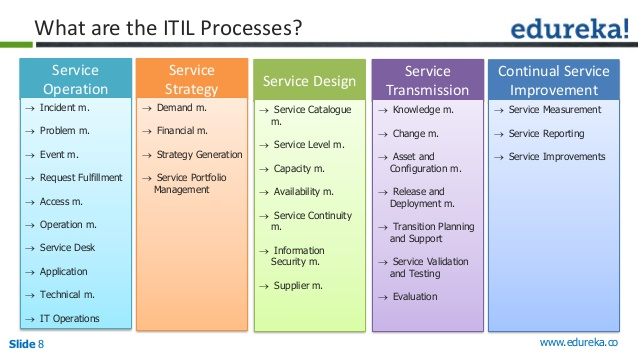 What are the ITIL Processes?
edureka!
Service
Operation
→ Incident m.
→ Problem m.
→ Event m.
→ Request Fulfillment
→ Access m.
→ Operation m.
→ Service Desk
→ Application
→ Technical m.
→ IT Operations
Service
Strategy
→ Demand m.
→ Financial m.
→ Strategy Generation
→ Service Portfolio
Management
Service Design
→ Service Catalogue
m.
→ Service Level m.
→ Capacity m.
→ Availability m.
→ Service Continuity
m.
→ Information
Security m.
→ Supplier m.
Service
Transmission
→ Knowledge m.
→ Change m.
→ Asset and
Configuration m.
→ Release and
Deployment m.
→ Transition Planning
and Support
→ Service Validation
and Testing
→ Evaluation
Continual Service
Improvement
→ Service Measurement
→ Service Reporting
→ Service Improvements
Slide 8
www.edureka.co